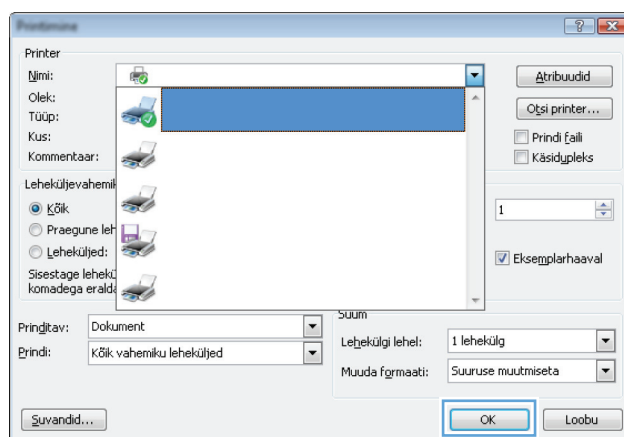 Printimine
Printer
Nimi:
Atribuudid
Olek:
Otsi printer...
Tüüp:
Kus:
Prindi faili
Kommentaar:
Käsidupleks
Leheküljevahemik
Kõik
1
Praegune leh
Leheküljed:
Eksemplarhaaval
Sisestage lehekü
komadega eralda
Suum
Prinditav: Dokument
Lehekülgi lehel: 1 lehekülg
Prindi: Kõik vahemiku leheküljed
Muuda formaati: Suuruse muutmiseta
Suvandid...
OK
Loobu